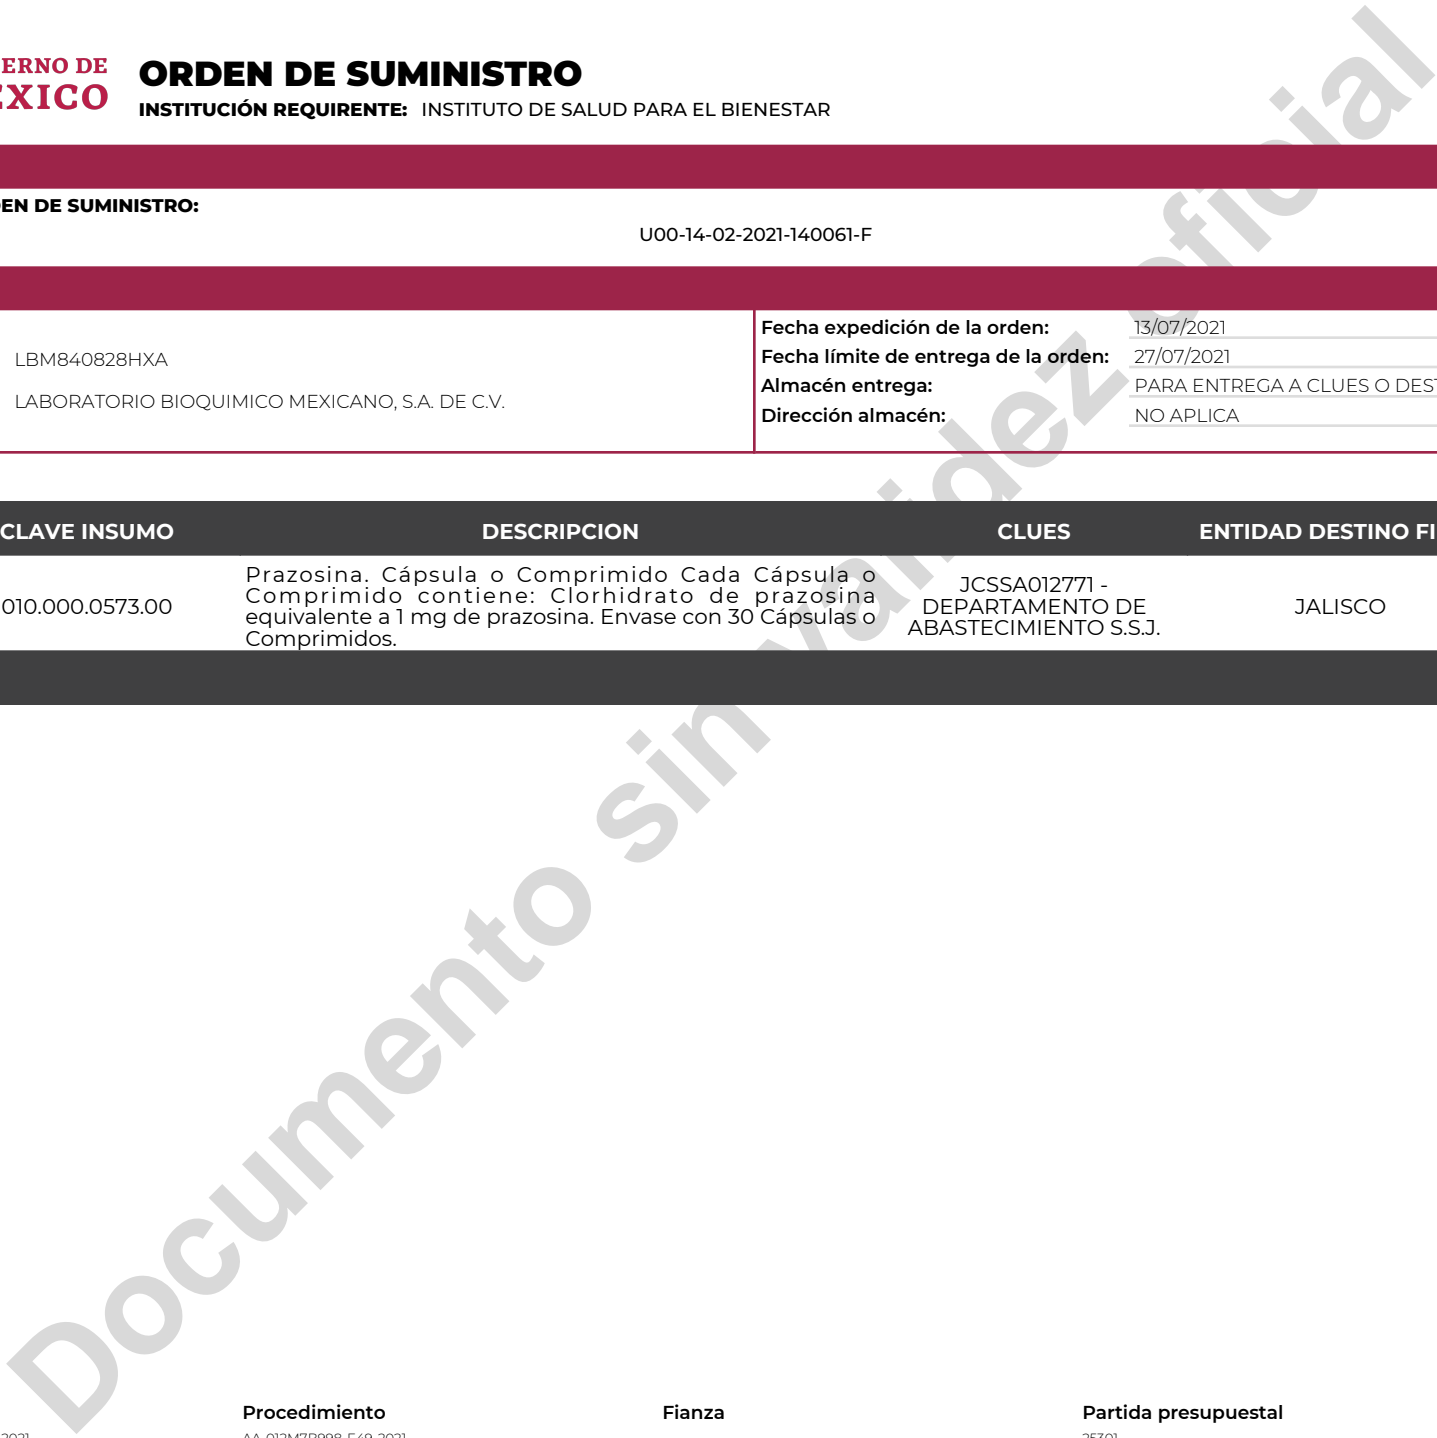 ERNO DE
ORDEN DE SUMINISTRO
INSTITUCIÓN REQUIRENTE: INSTITUTO DE SALUD PARA EL BIENESTAR
EN DE SUMINISTRO:
U00-14-02-2021-140061-F
LBM840828HXA
LABORATORIO BIOQUIMICO MEXICANO, S.A. DE C.V.
Fecha expedición de la orden: 13/07/2021
Fecha límite de entrega de la orden: 27/07/2021
Almacén entrega: PARA ENTREGA A CLUES O DEST
Dirección almacén: NO APLICA
CLAVE INSUMO DESCRIPCION CLUES ENTIDAD DESTINO FI
010.000.0573.00
Prazosina. Cápsula o Comprimido Cada Cápsula o
Comprimido contiene: Clorhidrato de prazosina
equivalente a 1 mg de prazosina. Envase con 30 Cápsulas o
Comprimidos.
JCSSA012771 -
DEPARTAMENTO DE
ABASTECIMIENTO S.S.J.
JALISCO
Documento sin validez oficial
Procedimiento Fianza Partida presupuestal